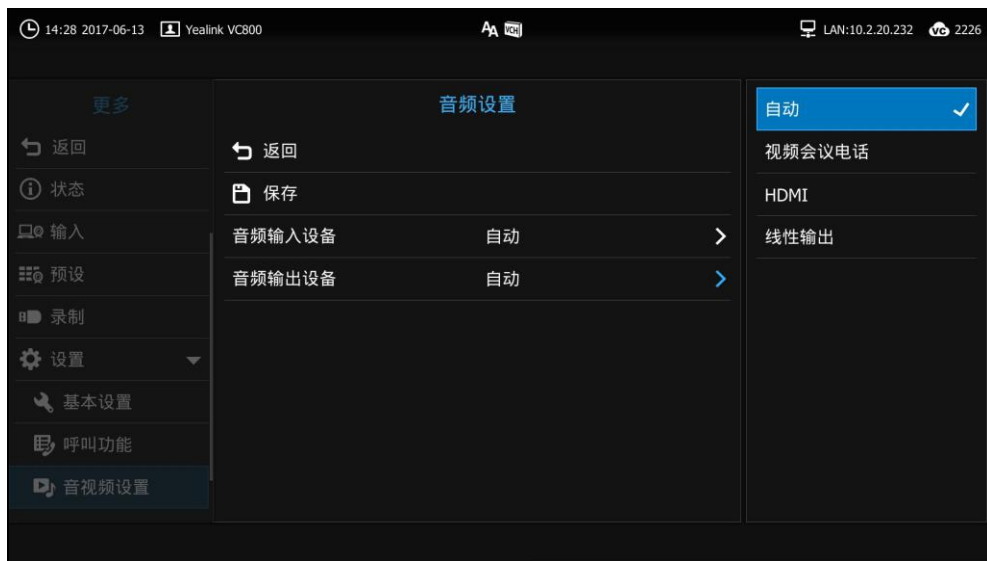 14:28 2017-06-13 Yealink VC800 AA VCH LAN:10.2.20.232 VC 2226
更多
返回
状态
输入
预设
录制
设置
基本设置
呼叫功能
音视频设置
音频设置
返回
保存
音频输入设备 自动
音频输出设备 自动
自动
视频会议电话
HDMI
线性输出